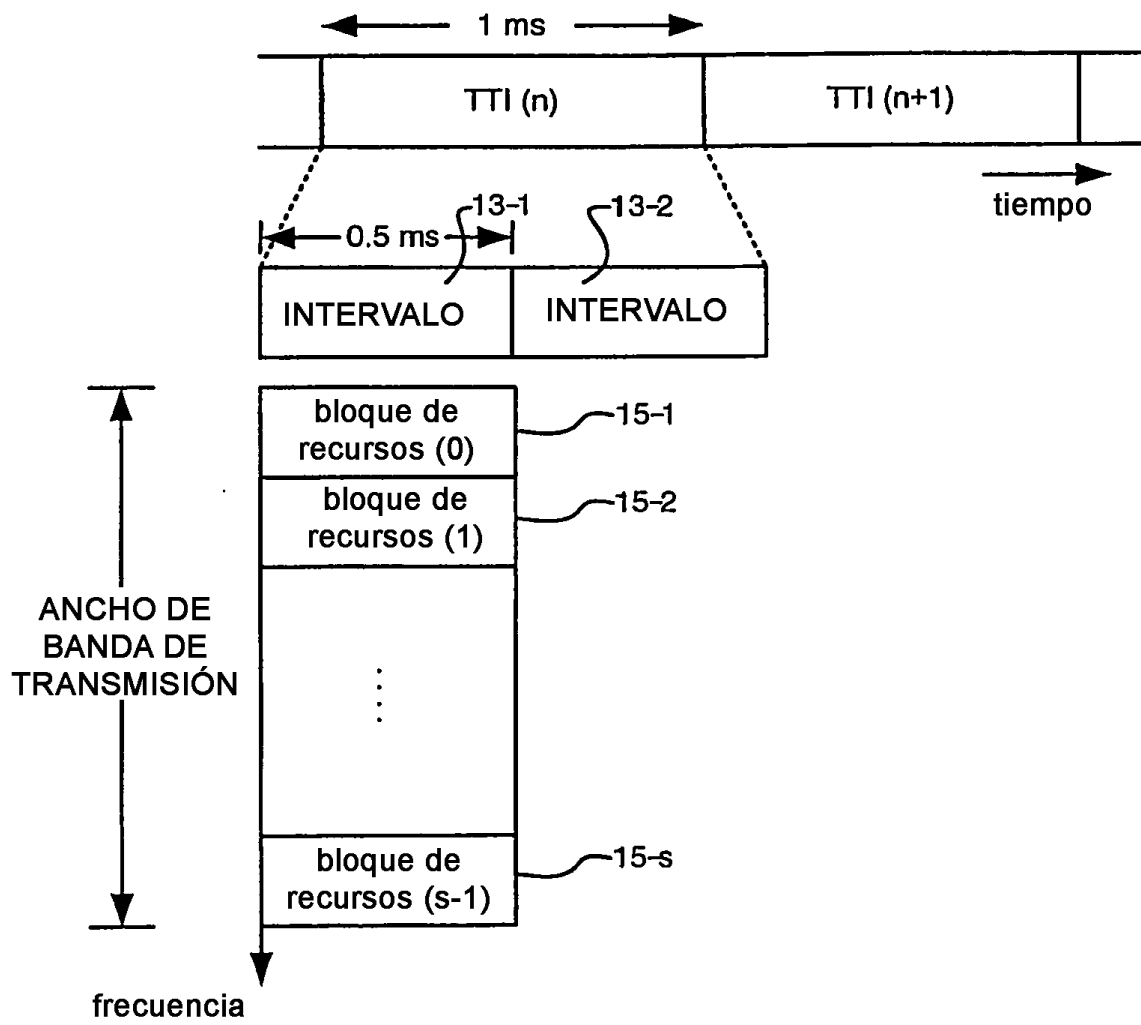 1 ms
TTI (n)
TTI (n+1)
tiempo
13-1
13-2
0.5 ms
INTERVALO
INTERVALO
bloque de
recursos (0)
15-1
bloque de
recursos (1)
15-2
ANCHO DE
BANDA DE
TRANSMISIÓN
bloque de
recursos (s-1)
15-s
frecuencia